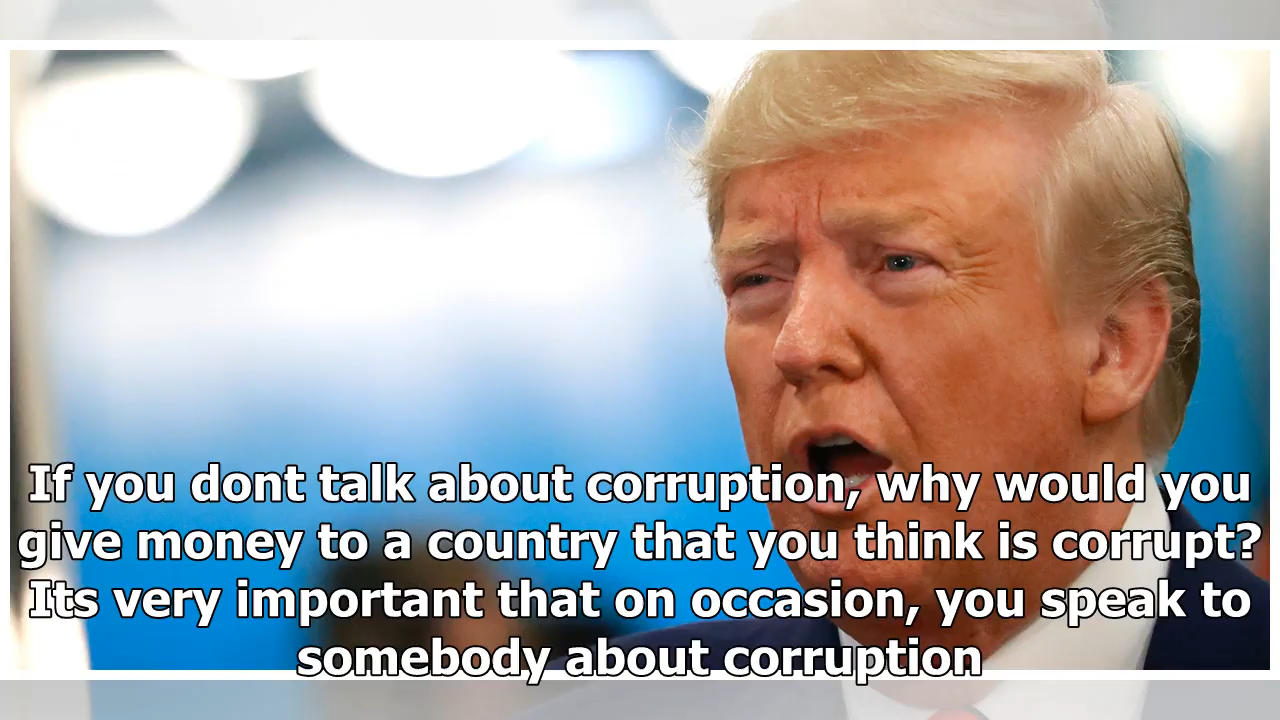 If you dont talk about corruption, why would you
give money to a country that you think is corrupt?
Its very important that on occasion, you speak to
somebody about corruption